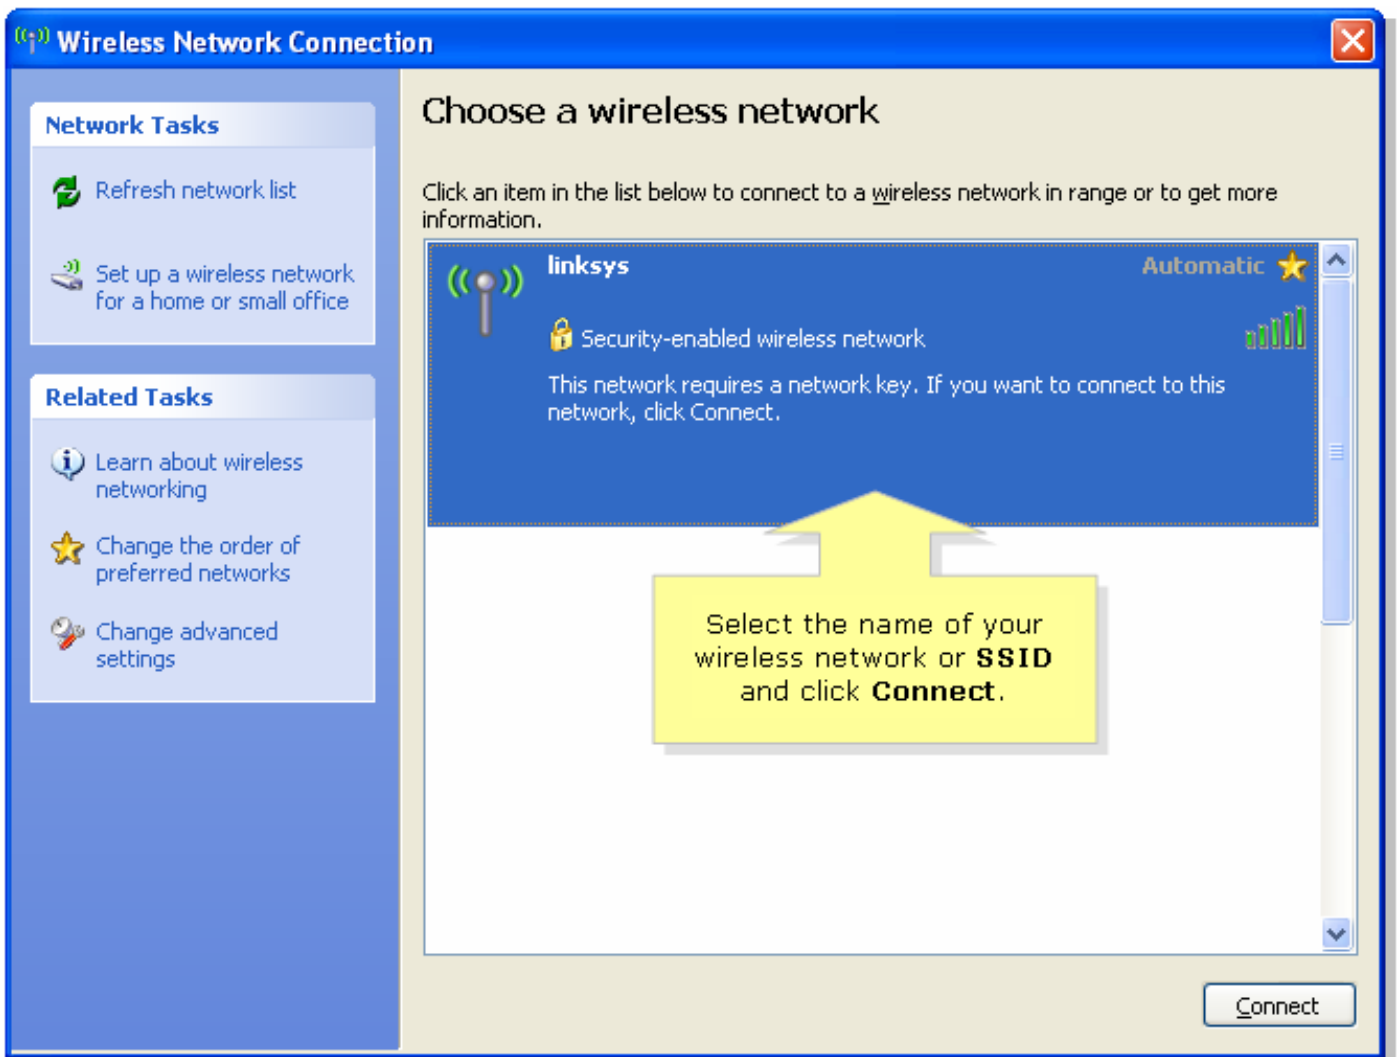 Wireless Network Connection
Network Tasks
Refresh network list
Set up a wireless network
for a home or small office
Related Tasks
Learn about wireless
networking
Change the order of
preferred networks
Change advanced
settings
Choose a wireless network
Click an item in the list below to connect to a wireless network in range or to get more
information.
linksys
Automatic
Security-enabled wireless network
This network requires a network key. If you want to connect to this
network, click Connect.
Select the name of your
wireless network or SSID
and click Connect.
Connect